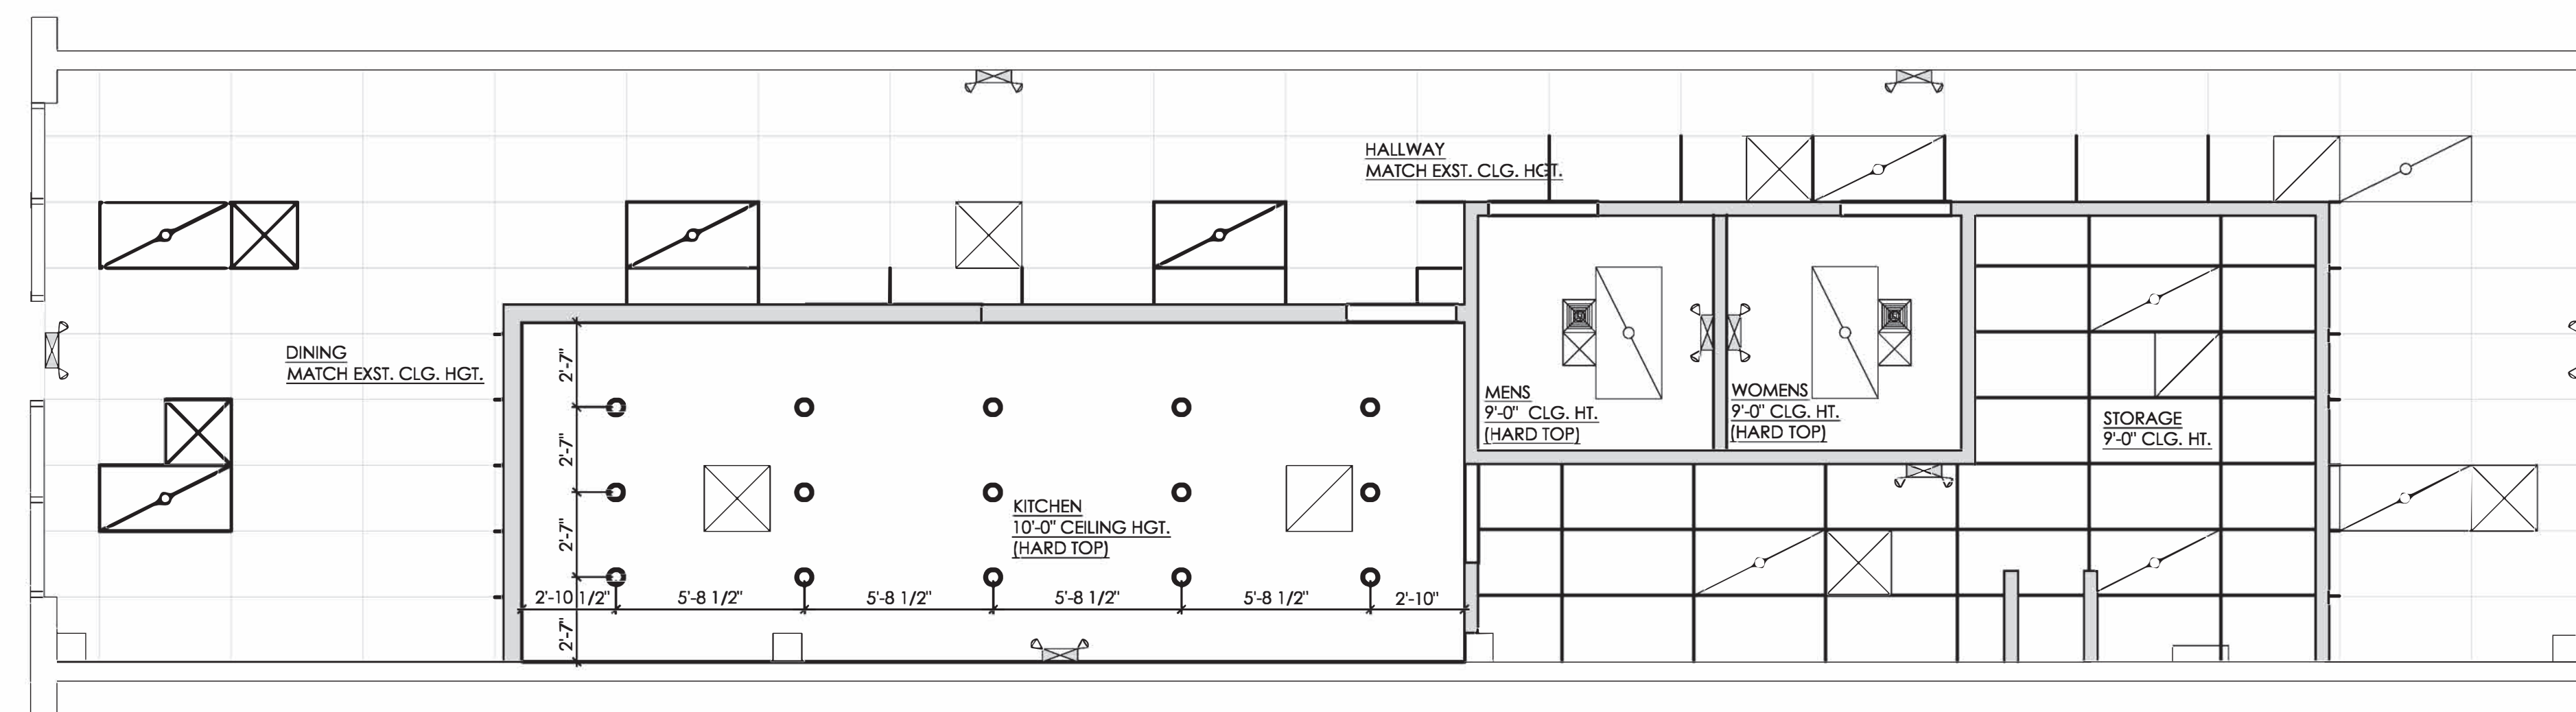 HALLWAY
MATCH EXST. CLG. HGT.
DINING
MATCH EXST. CLG. HGT.
2'-7"
2'-7"
2'-7"
2'-7"
MENS
9'-0" CLG. HT.
(HARD TOP)
WOMENS
9'-0" CLG. HT.
(HARD TOP)
STORAGE
9'-0" CLG. HT.
KITCHEN
10'-0" CEILING HGT.
(HARD TOP)
2'-10 1/2" 5'-8 1/2" 5'-8 1/2" 5'-8 1/2" 5'-8 1/2" 2'-10"